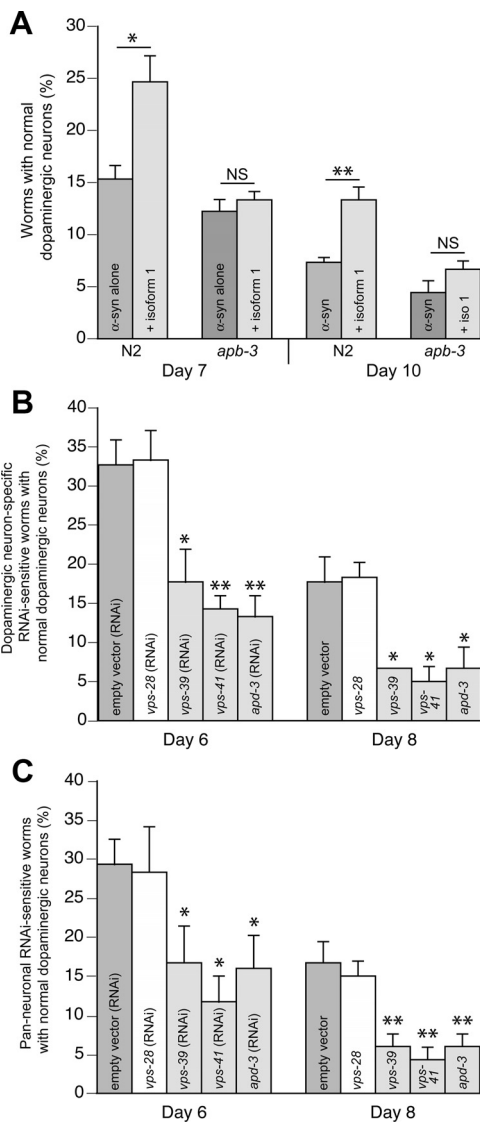 A
Worms with normal
dopaminergic neurons (%)
30
25
20
15
10
5
0
*
NS
**
NS
α-syn alone
+ isoform 1
α-syn alone
+ isoform 1
α-syn
+ isoform 1
α-syn
+ iso 1
N2
apb-3
N2
apb-3
Day 7
Day 10
B
Dopaminergic neuron-specific
RNAi-sensitive worms with
normal dopaminergic neurons (%)
40
35
30
25
20
15
10
5
0
*
**
**
*
*
*
empty vector (RNAi)
vps-28 (RNAi)
vps-39 (RNAi)
vps-41 (RNAi)
apd-3 (RNAi)
empty vector
vps-28
vps-39
vps-
41
apd-3
Day 6
Day 8
C
Pan-neuronal RNAi-sensitive worms
with normal dopaminergic neurons (%)
40
35
30
25
20
15
10
5
0
*
*
*
**
**
**
empty vector (RNAi)
vps-28 (RNAi)
vps-39 (RNAi)
vps-41 (RNAi)
apd-3 (RNAi)
empty vector
vps-28
vps-39
vps-
41
apd-3
Day 6
Day 8